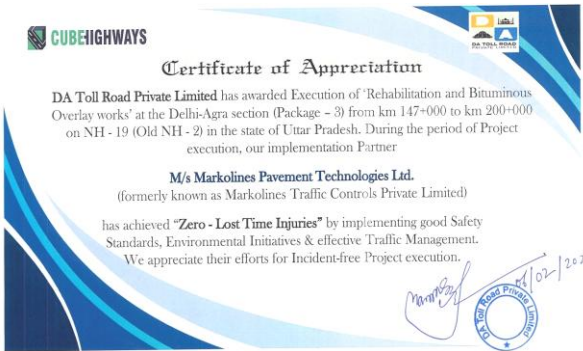 CUBEHIGHWAYS
DA
DA TOLL ROAD
PRIVATE LIMITED
Certificate of Appreciation
DA Toll Road Private Limited has awarded Execution of 'Rehabilitation and Bituminous
Overlay works' at the Delhi-Agra section (Package – 3) from km 147+000 to km 200+000
on NH - 19 (Old NH - 2) in the state of Uttar Pradesh. During the period of Project
execution, our implementation Partner
M/s Markolines Pavement Technologies Ltd.
(formerly known as Markolines Traffic Controls Private Limited)
has achieved "Zero - Lost Time Injuries" by implementing good Safety
Standards, Environmental Initiatives & effective Traffic Management.
We appreciate their efforts for Incident-free Project execution.
DA Toll Road Private Limited